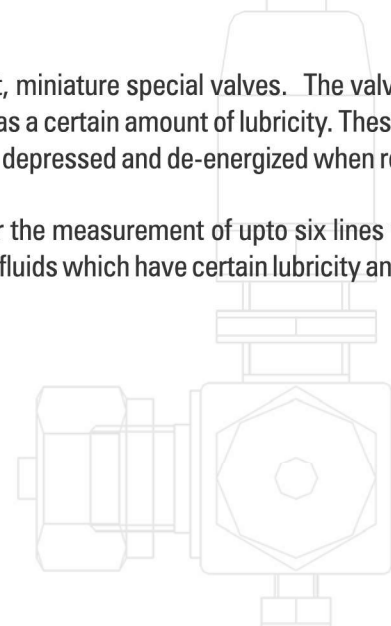 , miniature special valves. The valv
as a certain amount of lubricity. These
depressed and de-energized when re
r the measurement of upto six lines
fluids which have certain lubricity an